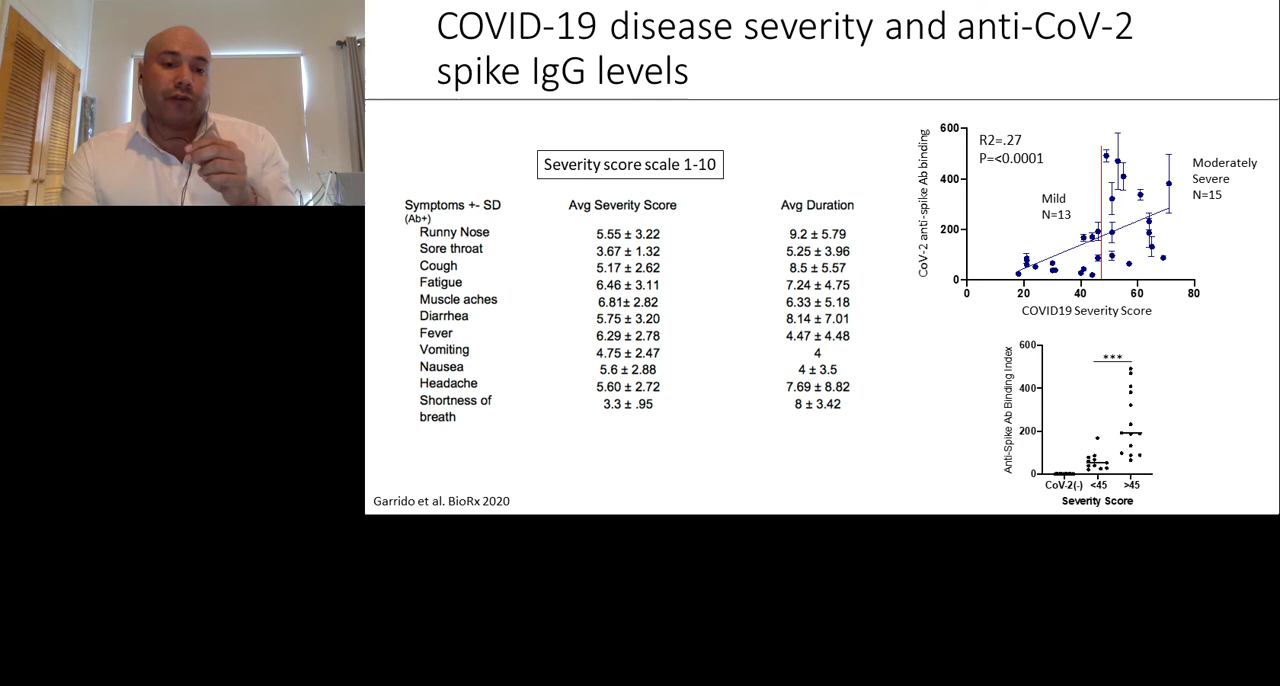 COVID-19 disease severity and anti-CoV-2
spike IgG levels
Severity score scale 1-10
Symptoms +- SD Avg Severity Score Avg Duration
(Ab+)
Runny Nose 5.55 ± 3.22 9.2 ± 5.79
Sore throat 3.67 ± 1.32 5.25 ± 3.96
Cough 5.17 ± 2.62 8.5 ± 5.57
Fatigue 6.46 ± 3.11 7.24 ± 4.75
Muscle aches 6.81± 2.82 6.33 ± 5.18
Diarrhea 5.75 ± 3.20 8.14 ± 7.01
Fever 6.29 ± 2.78 4.47 ± 4.48
Vomiting 4.75 ± 2.47 4
Nausea 5.6 ± 2.88 4 ± 3.5
Headache 5.60 ± 2.72 7.69 ± 8.82
Shortness of 3.3 ± .95 8 ± 3.42
breath
Garrido et al. BioRx 2020
CoV-2 anti-spike Ab binding
600
400
200
0
R2=.27
P=<0.0001
Mild
N=13
Moderately
Severe
N=15
0 20 40 60 80
COVID19 Severity Score
Anti-Spike Ab Binding Index
600
400
200
0
***
CoV-2(-) <45 >45
Severity Score